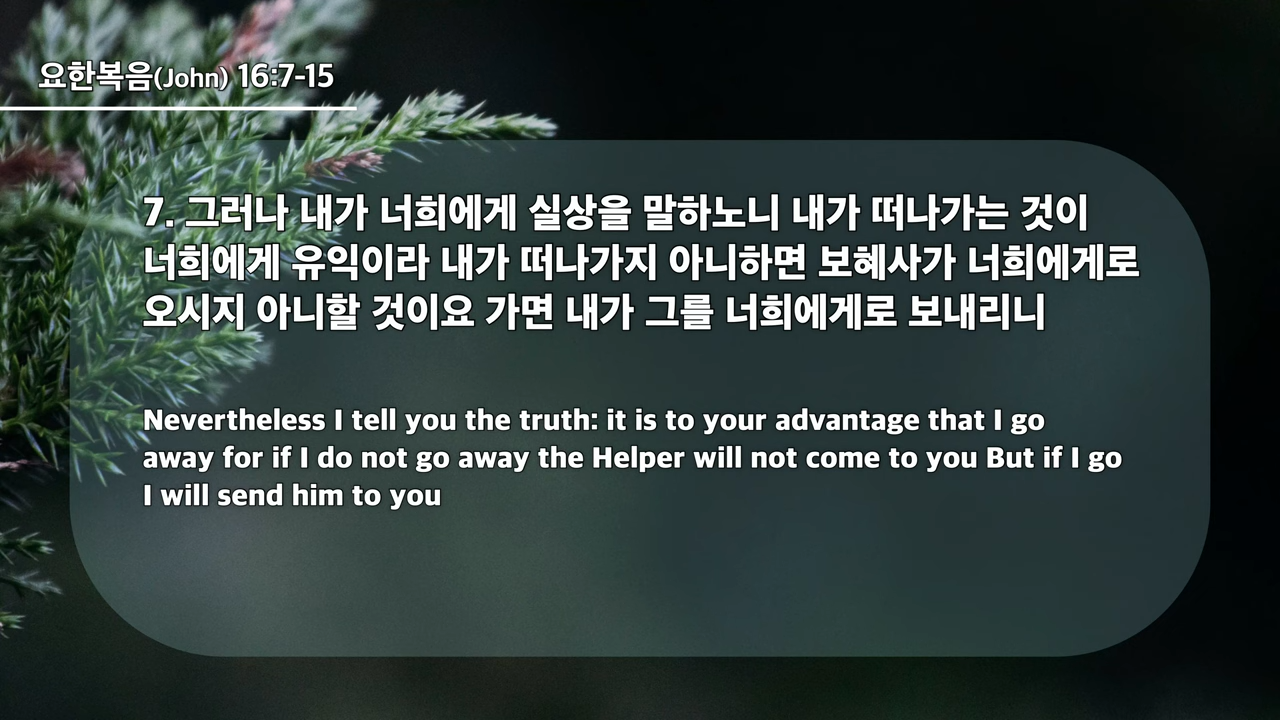 요한복음(John) 16:7-15
7. 그러나 내가 너희에게 실상을 말하노니 내가 떠나가는 것이
너희에게 유익이라 내가 떠나가지 아니하면 보혜사가 너희에게로
오시지 아니할 것이요 가면 내가 그를 너희에게로 보내리니
Nevertheless I tell you the truth: it is to your advantage that I go
away for if I do not go away the Helper will not come to you But if I go
I will send him to you